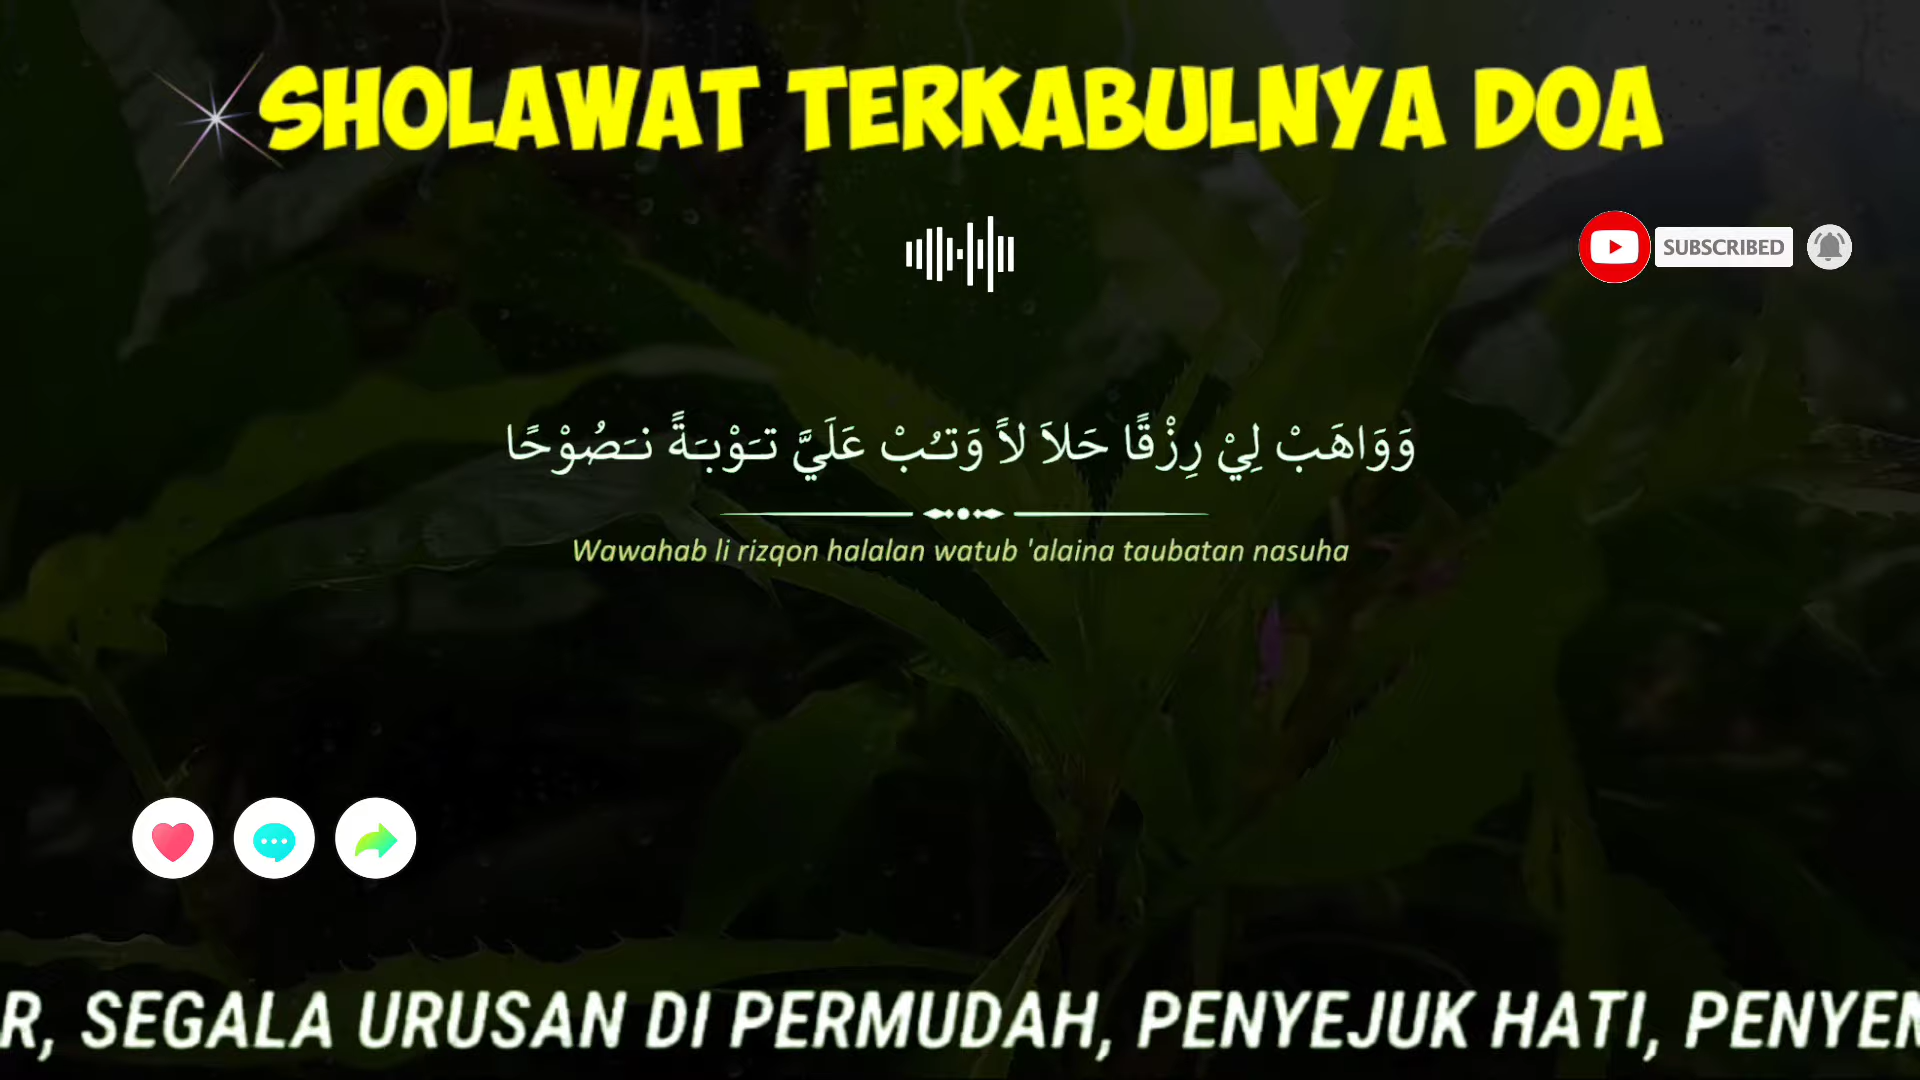 SHOLAWAT TERKABULNYA DOA
SUBSCRIBED
وَوَاهَبْ لِيْ رِزْقًا حَلاَ لاً وَتُبْ عَلَيَّ تَوْبَةً نَصُوْحًا
Wawahab li rizqon halalan watub 'alaina taubatan nasuha
R, SEGALA URUSAN DI PERMUDAH, PENYEJUK HATI, PENYEN